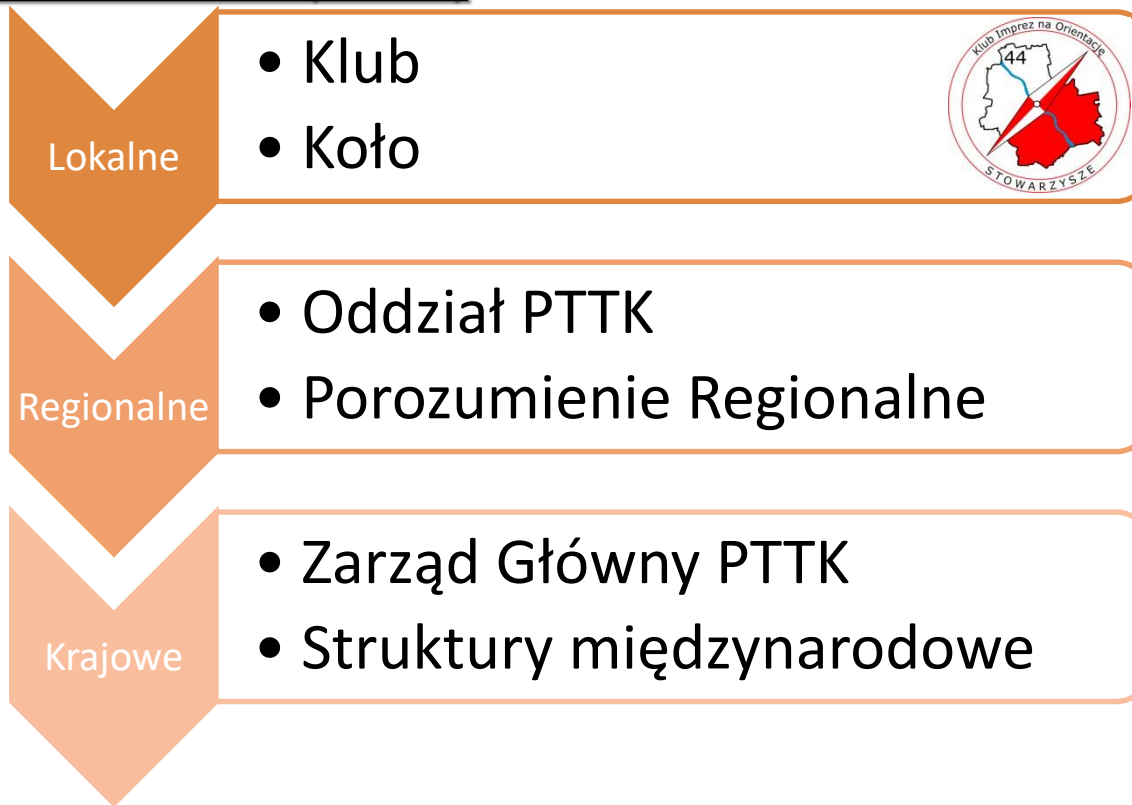 Lokalne
• Klub
• Koło
Klub Imprez na Orientację
44
STOWARZYSZE
Regionalne
• Oddział PTTK
• Porozumienie Regionalne
Krajowe
• Zarząd Główny PTTK
• Struktury międzynarodowe